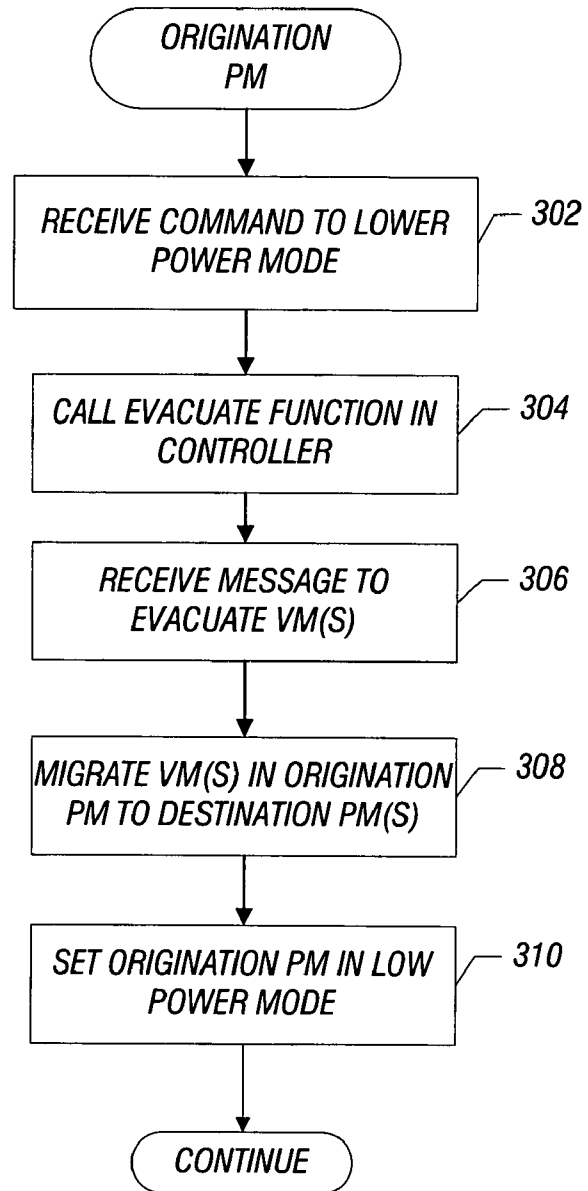 ORIGINATION
PM
RECEIVE COMMAND TO LOWER
POWER MODE
302
CALL EVACUATE FUNCTION IN
CONTROLLER
304
RECEIVE MESSAGE TO
EVACUATE VM(S)
306
MIGRATE VM(S) IN ORIGINATION
PM TO DESTINATION PM(S)
308
SET ORIGINATION PM IN LOW
POWER MODE
310
CONTINUE